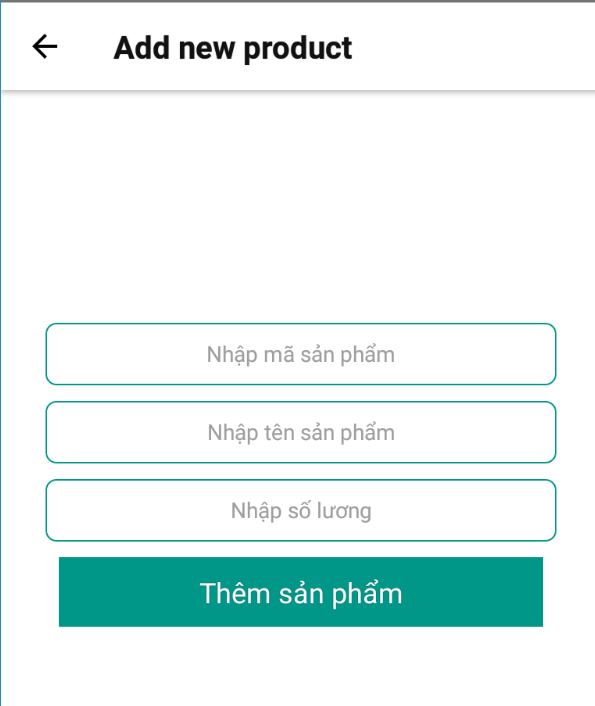 Add new product
Nhập mã sản phẩm
Nhập tên sản phẩm
Nhập số lương
Thêm sản phẩm